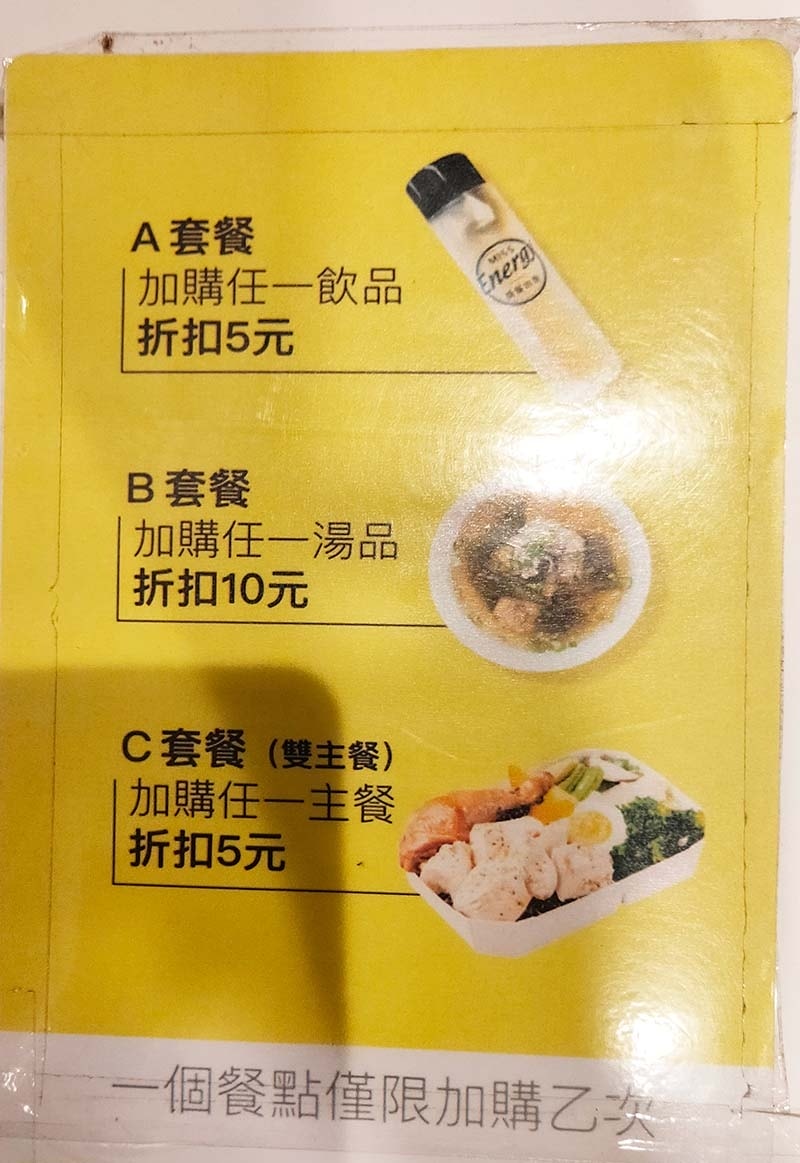 A 套餐
加購任一飲品
折扣5元
MISS
Energy
B 套餐
加購任一湯品
折扣10元
C 套餐 (雙主餐)
加購任一主餐
折扣5元
一個餐點僅限加購乙次